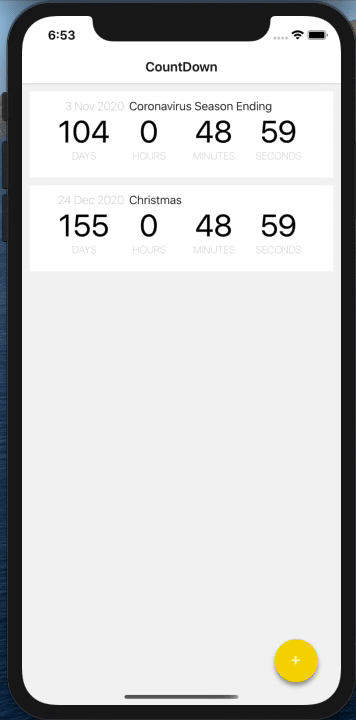 6:53
CountDown
3 Nov 2020 Coronavirus Season Ending
104 0 48 59
DAYS HOURS MINUTES SECONDS
24 Dec 2020 Christmas
155 0 48 59
DAYS HOURS MINUTES SECONDS
+